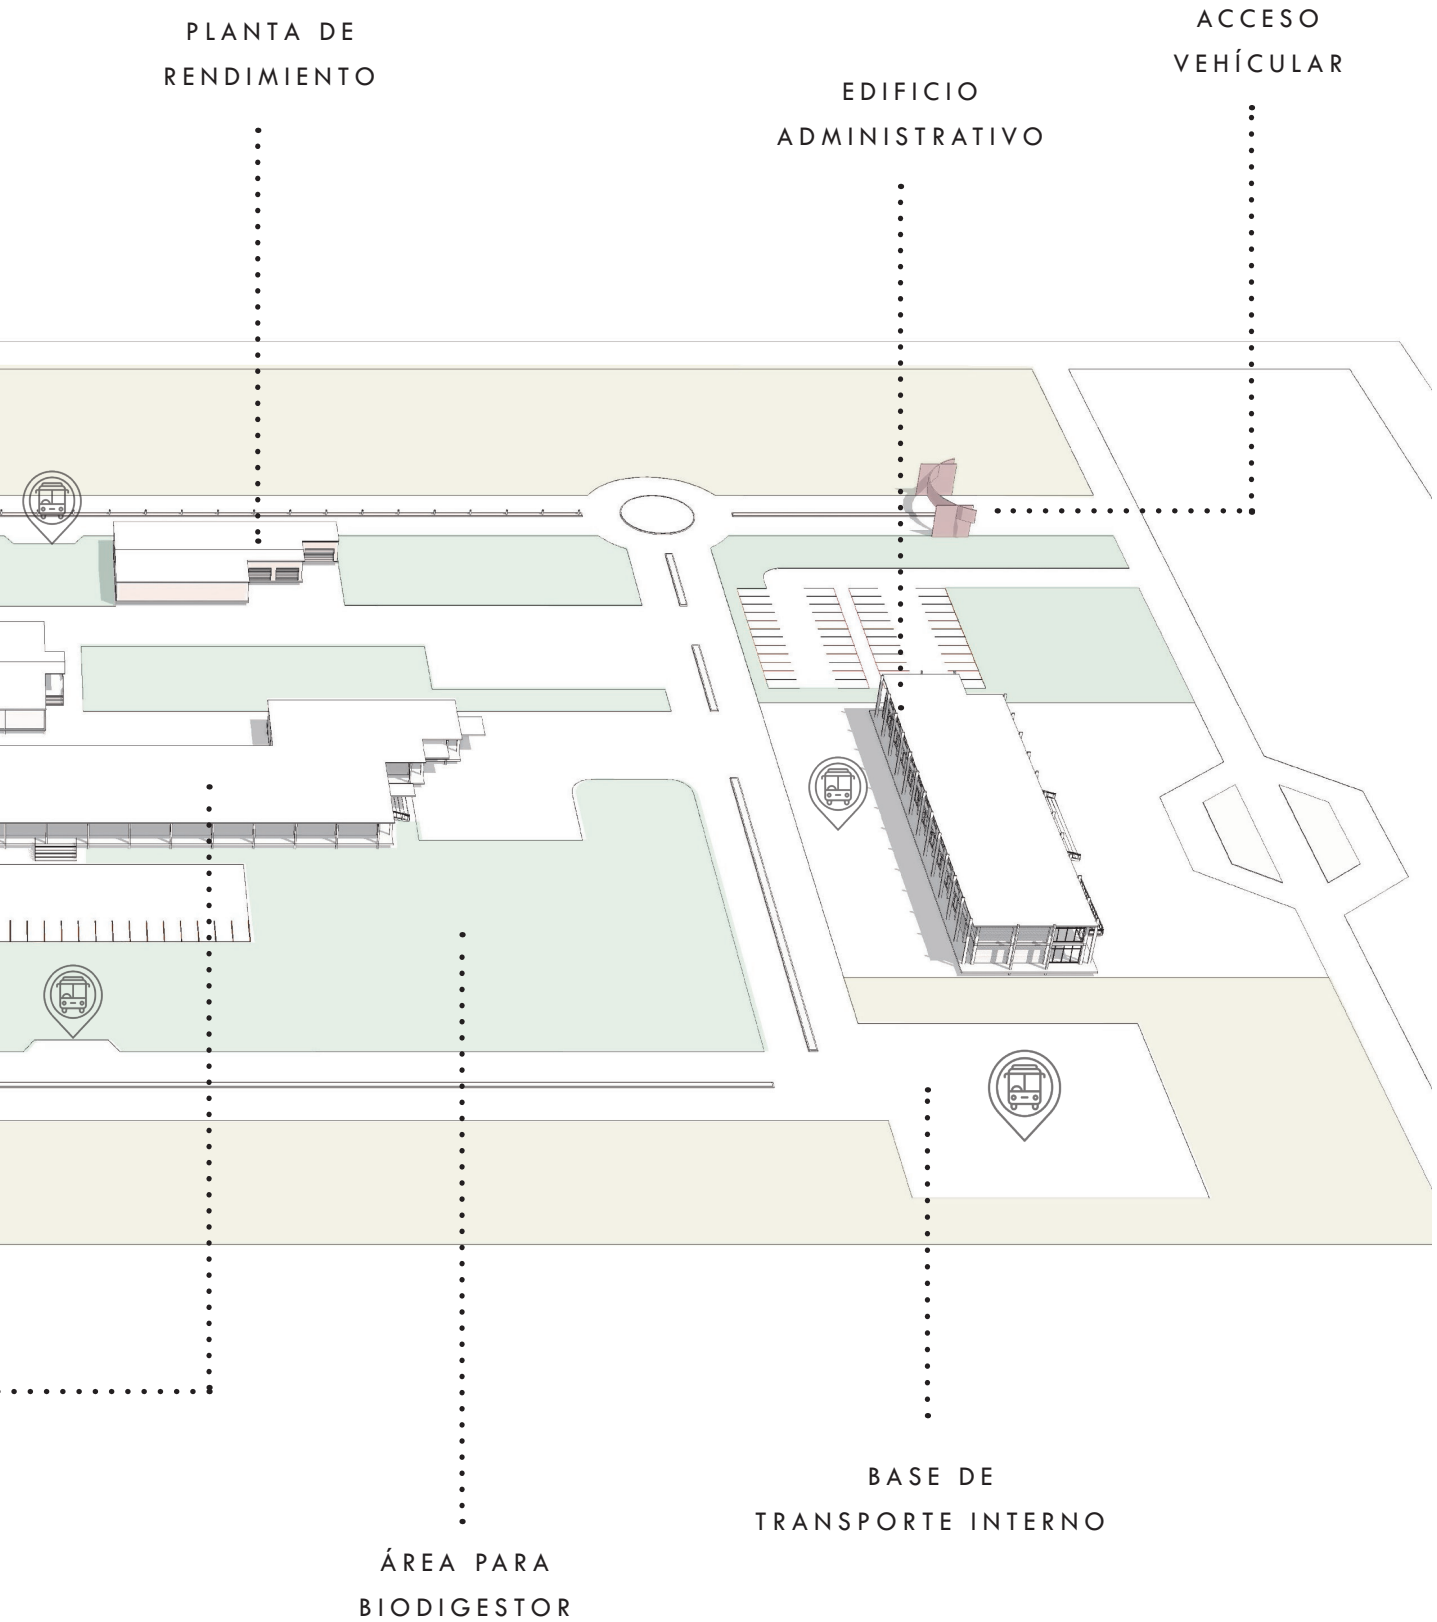 PLANTA DE
RENDIMIENTO
EDIFICIO
ADMINISTRATIVO
ACCESO
VEHÍCULAR
BASE DE
TRANSPORTE INTERNO
ÁREA PARA
BIODIGESTOR